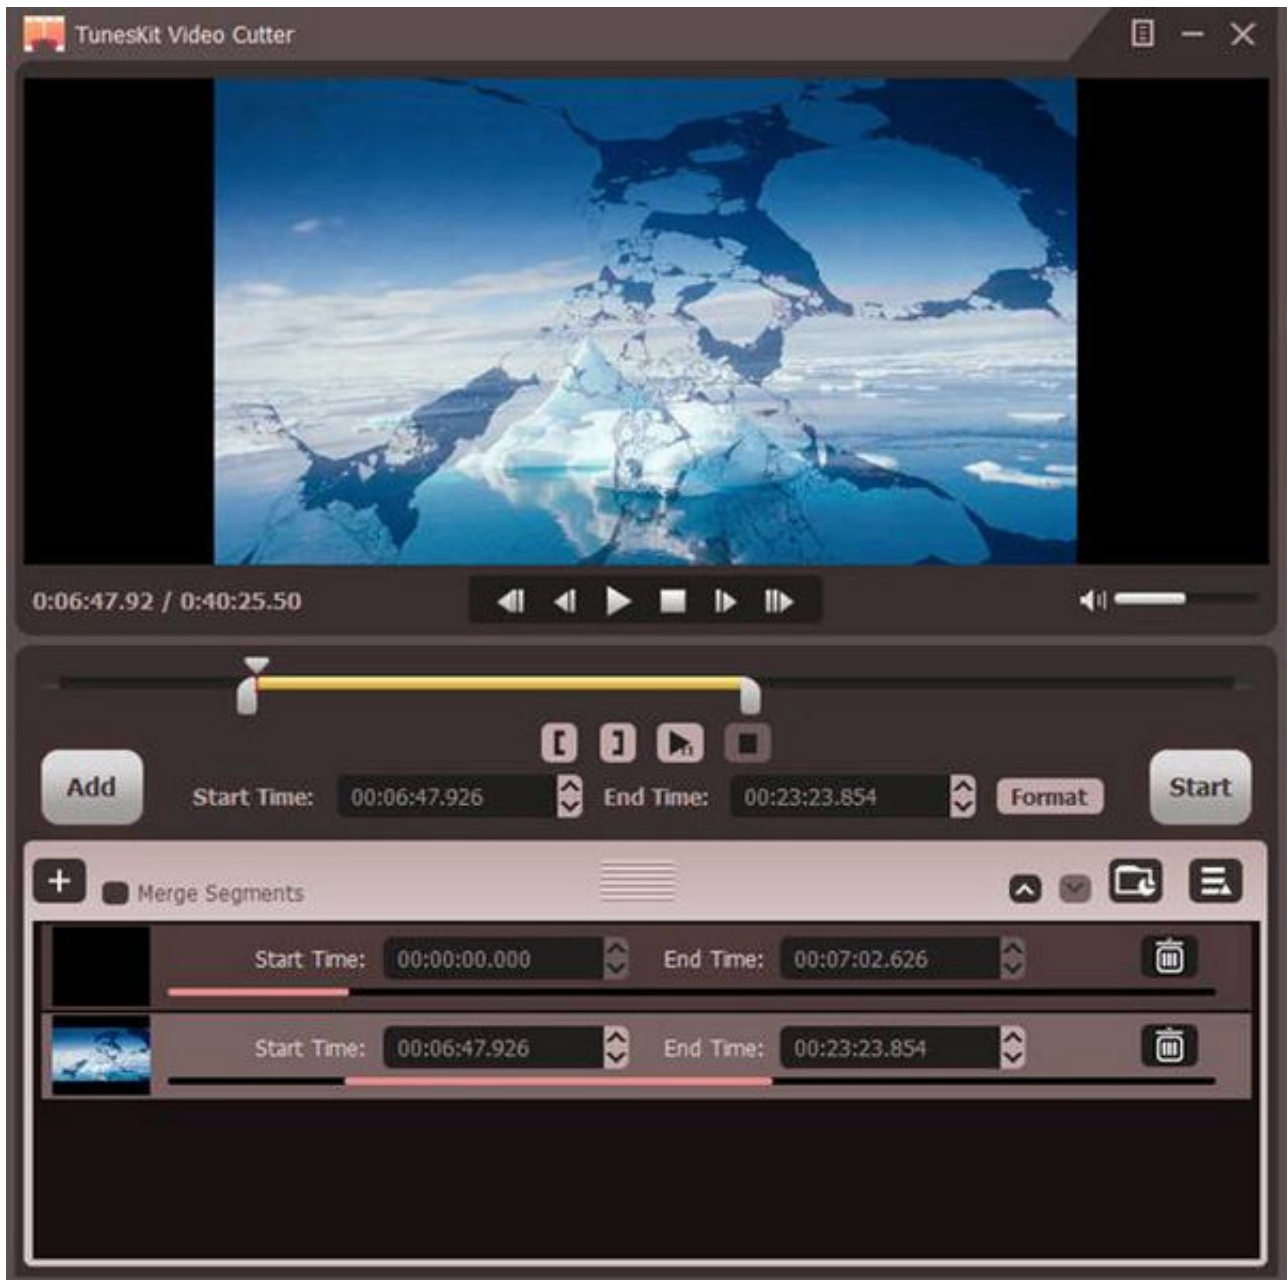 TunesKit Video Cutter
0:06:47.92 / 0:40:25.50
Add
Start Time: 00:06:47.926 End Time: 00:23:23.854 Format
Start
Merge Segments
Start Time: 00:00:00.000 End Time: 00:07:02.626
Start Time: 00:06:47.926 End Time: 00:23:23.854